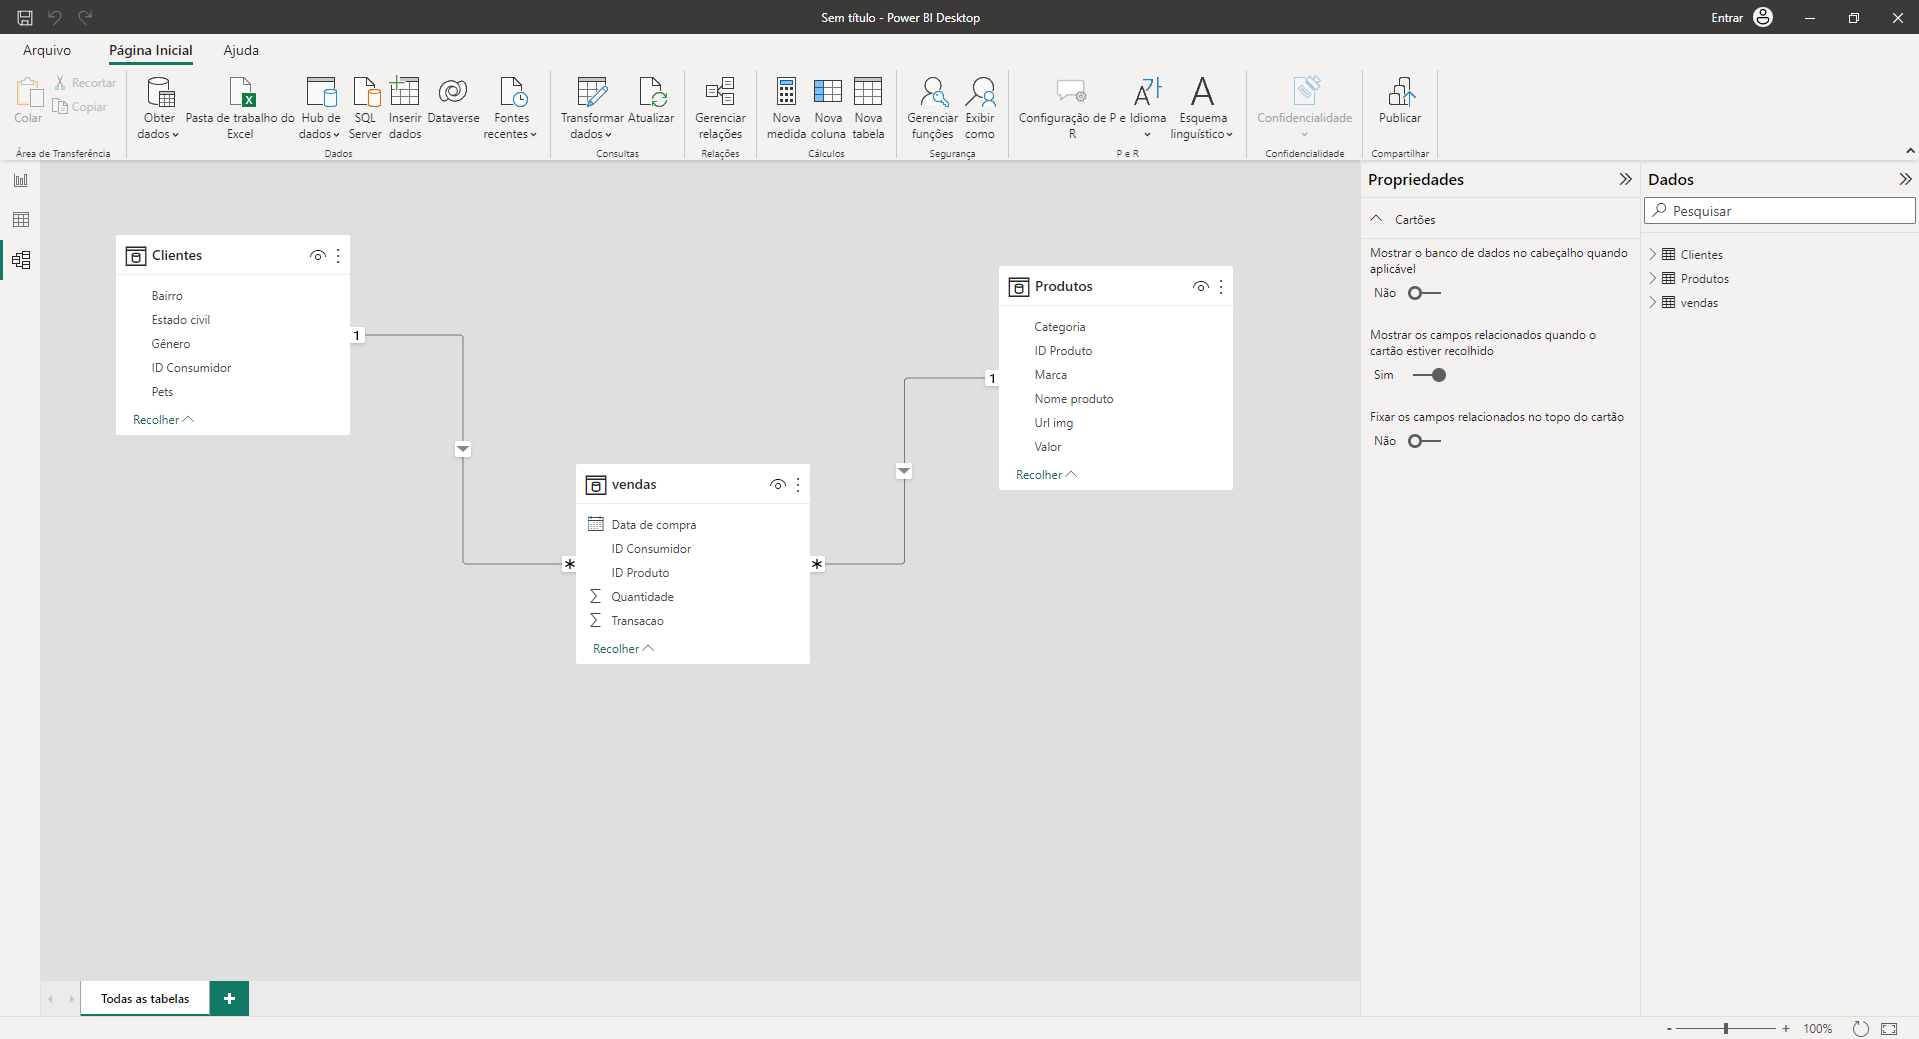 Sem título - Power BI Desktop
Entrar
Arquivo
Página Inicial
Ajuda
Colar
Recortar
Copiar
Área de Transferência
Obter dados
Pasta de trabalho do Excel
Hub de dados
SQL Server
Inserir dados
Dataverse
Fontes recentes
Dados
Transformar dados
Atualizar
Consultas
Gerenciar relações
Relações
Nova medida
Nova coluna
Nova tabela
Cálculos
Gerenciar funções
Exibir como
Segurança
Configuração de P e R
Idioma
Esquema linguístico
P e R
Confidencialidade
Confidencialidade
Publicar
Compartilhar
Clientes
Bairro
Estado civil
Gênero
ID Consumidor
Pets
Recolher
1
vendas
Data de compra
ID Consumidor
ID Produto
Quantidade
Transacao
Recolher
*
*
1
Produtos
Categoria
ID Produto
Marca
Nome produto
Url img
Valor
Recolher
Propriedades
Cartões
Mostrar o banco de dados no cabeçalho quando
aplicável
Não
Mostrar os campos relacionados quando o
cartão estiver recolhido
Sim
Fixar os campos relacionados no topo do cartão
Não
Dados
Pesquisar
Clientes
Produtos
vendas
Todas as tabelas
+
- + 100%